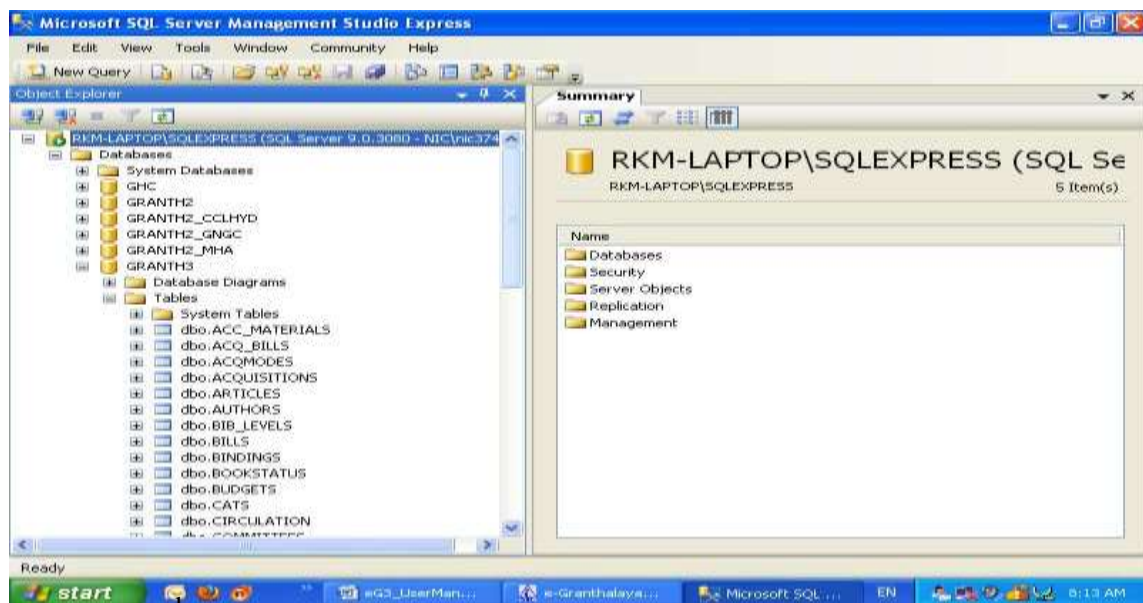 Microsoft SQL Server Management Studio Express
File Edit View Tools Window Community Help
New Query
Object Explorer
RKM-LAPTOP\SQLEXPRESS (SQL Server 9.0.3080 - NIC\nic374
Databases
System Databases
GHC
GRANTH2
GRANTH2_CCLHYD
GRANTH2_GNGC
GRANTH2_MHA
GRANTH3
Database Diagrams
Tables
System Tables
dbo.ACC_MATERIALS
dbo.ACQ_BILLS
dbo.ACQMODES
dbo.ACQUISITIONS
dbo.ARTICLES
dbo.AUTHORS
dbo.BIB_LEVELS
dbo.BILLS
dbo.BINDINGS
dbo.BOOKSTATUS
dbo.BUDGETS
dbo.CATS
dbo.CIRCULATION
Summary
RKM-LAPTOP\SQLEXPRESS (SQL Se
RKM-LAPTOP\SQLEXPRESS 5 Item(s)
Name
Databases
Security
Server Objects
Replication
Management
Ready
start eG3_UserMan... e-Granthalaya... Microsoft SQL ... EN 8:13 AM